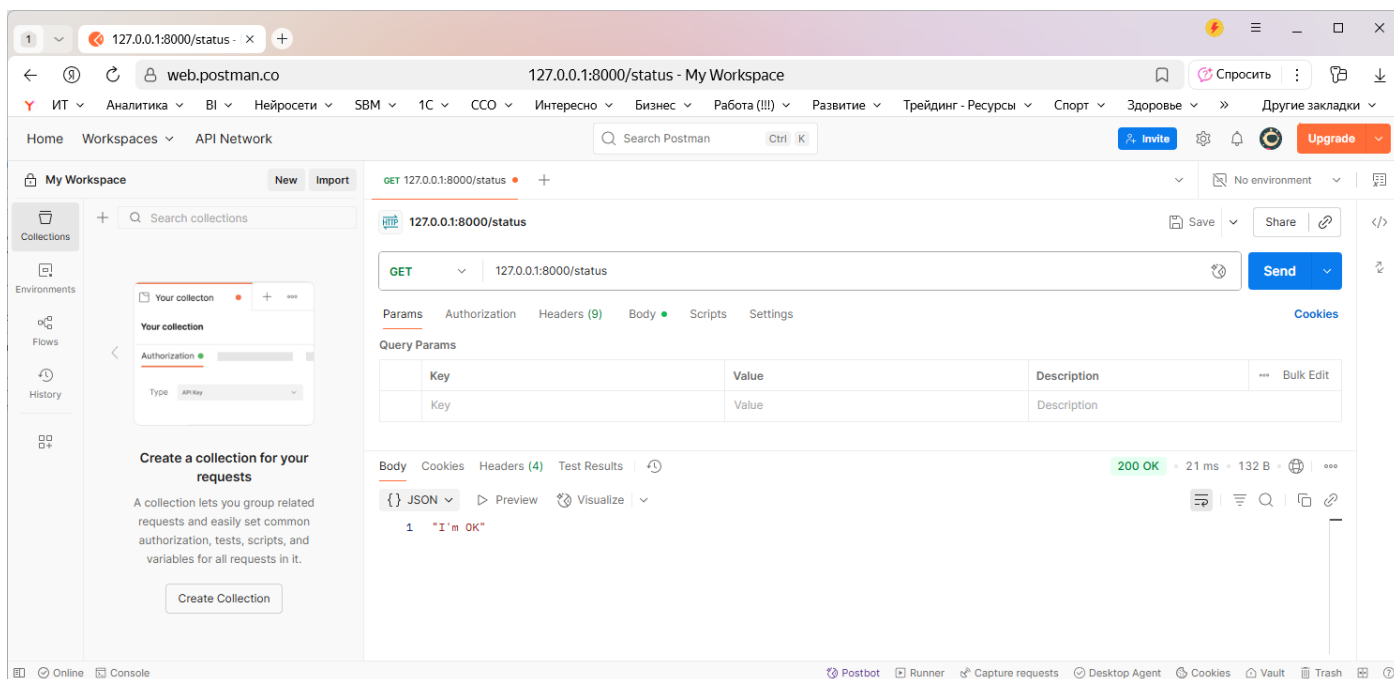 1 127.0.0.1:8000/status -
web.postman.co 127.0.0.1:8000/status - My Workspace Спросить
ИТ Аналитика BI Нейросети SBM 1С ССО Интересно Бизнес Работа (!!!) Развитие Трейдинг - Ресурсы Спорт Здоровье » Другие закладки
Home Workspaces API Network Search Postman Ctrl K Invite Upgrade
My Workspace New Import GET 127.0.0.1:8000/status No environment
Collections Search collections HTTP 127.0.0.1:8000/status Save Share </>
Environments GET 127.0.0.1:8000/status Send
Your collecton
Flows Your collection Params Authorization Headers (9) Body Scripts Settings Cookies
Authorization Query Params
History Type API Key Key Value Description Bulk Edit
Key Value Description
Create a collection for your
requests
A collection lets you group related
requests and easily set common
authorization, tests, scripts, and
variables for all requests in it.
Create Collection
Body Cookies Headers (4) Test Results 200 OK 21 ms 132 B
{} JSON Preview Visualize
1 "I'm OK"
Online Console Postbot Runner Capture requests Desktop Agent Cookies Vault Trash